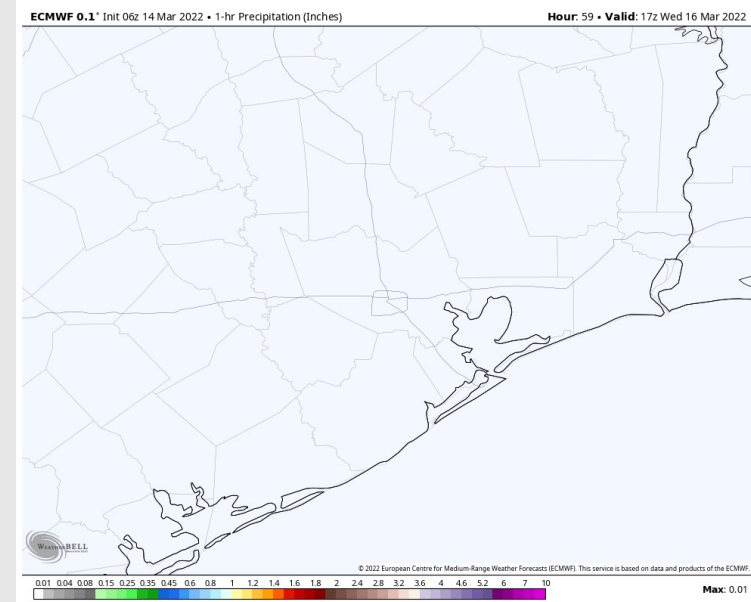 ECMWF 0.1° Init 06z 14 Mar 2022 • 1-hr Precipitation (Inches) Hour: 59 • Valid: 17z Wed 16 Mar 2022
WEATHERBELL
© 2022 European Centre for Medium-Range Weather Forecasts (ECMWF). This service is based on data and products of the ECMWF.
0.01 0.04 0.08 0.15 0.25 0.35 0.45 0.6 0.8 1 1.2 1.4 1.6 1.8 2 2.4 2.8 3.2 3.6 4 4.6 5.2 7 10 Max: 0.01